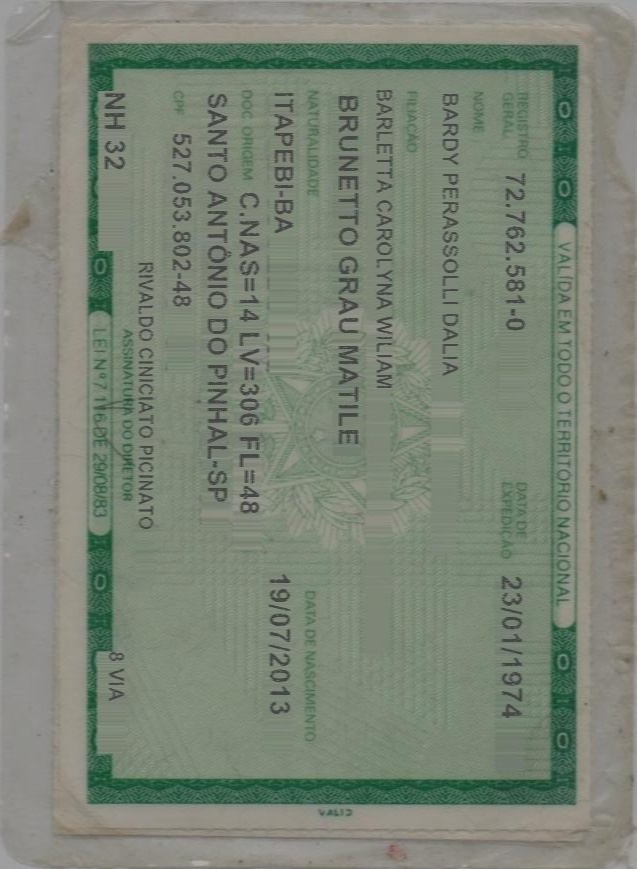 VÁLIDA EM TODO O TERRITÓRIO NACIONAL
REGISTRO GERAL 72.762.581-0 DATA DE EXPEDIÇÃO 23/01/1974
NOME
BARDY PERASSOLLI DALIA
FILIAÇÃO
BARLETTA CAROLYNA WILIAM
BRUNETTO GRAU MATILE
NATURALIDADE DATA DE NASCIMENTO
ITAPEBI-BA 19/07/2013
DOC ORIGEM C.NAS=14 LV=306 FL=48
SANTO ANTÔNIO DO PINHAL-SP
CPF 527.053.802-48
RIVALDO CINICIATO PICINATO
ASSINATURA DO DIRETOR
NH 32 8 VIA
LEI Nº 7.116 DE 29/08/83
VALID